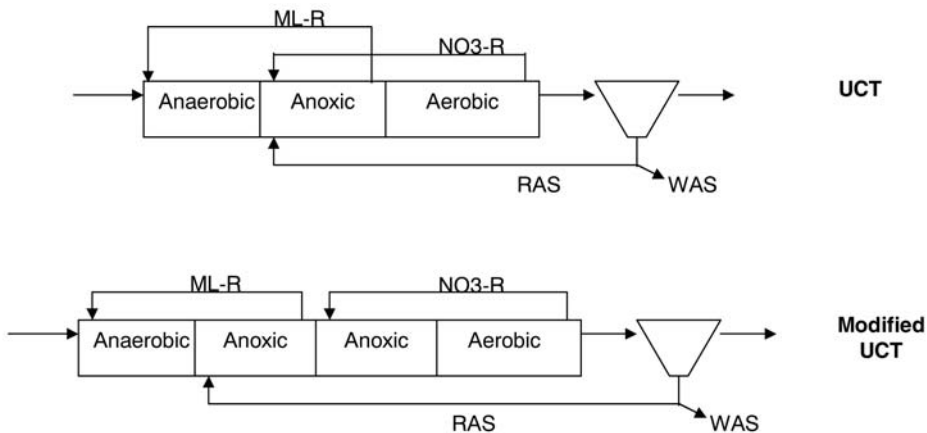 ML-R
NO3-R
Anaerobic
Anoxic
Aerobic
UCT
RAS
WAS
ML-R
NO3-R
Anaerobic
Anoxic
Anoxic
Aerobic
Modified
UCT
RAS
WAS